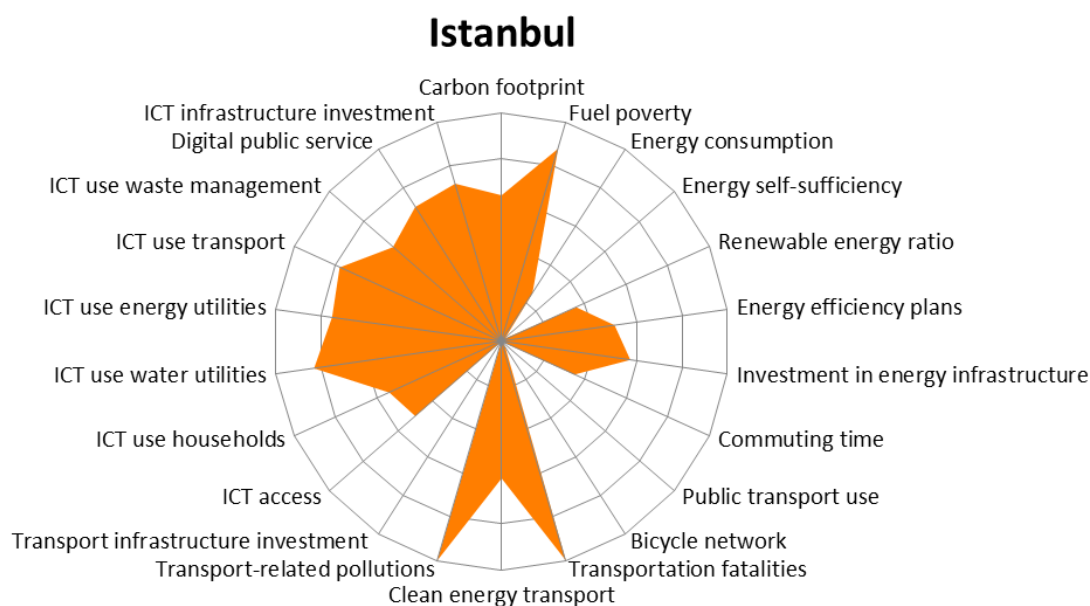 Istanbul
Carbon footprint
Fuel poverty
Energy consumption
Energy self-sufficiency
Renewable energy ratio
Energy efficiency plans
Investment in energy infrastructure
Commuting time
Public transport use
Bicycle network
Transportation fatalities
Clean energy transport
Transport-related pollutions
Transport infrastructure investment
ICT access
ICT use households
ICT use water utilities
ICT use energy utilities
ICT use transport
ICT use waste management
Digital public service
ICT infrastructure investment